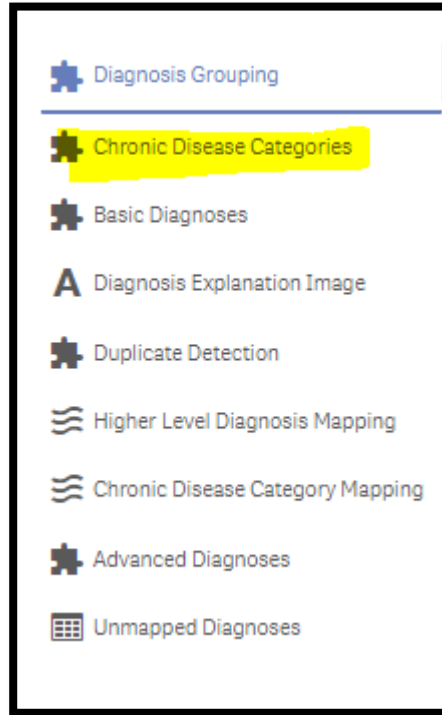 Diagnosis Grouping
Chronic Disease Categories
Basic Diagnoses
A Diagnosis Explanation Image
Duplicate Detection
Higher Level Diagnosis Mapping
Chronic Disease Category Mapping
Advanced Diagnoses
Unmapped Diagnoses